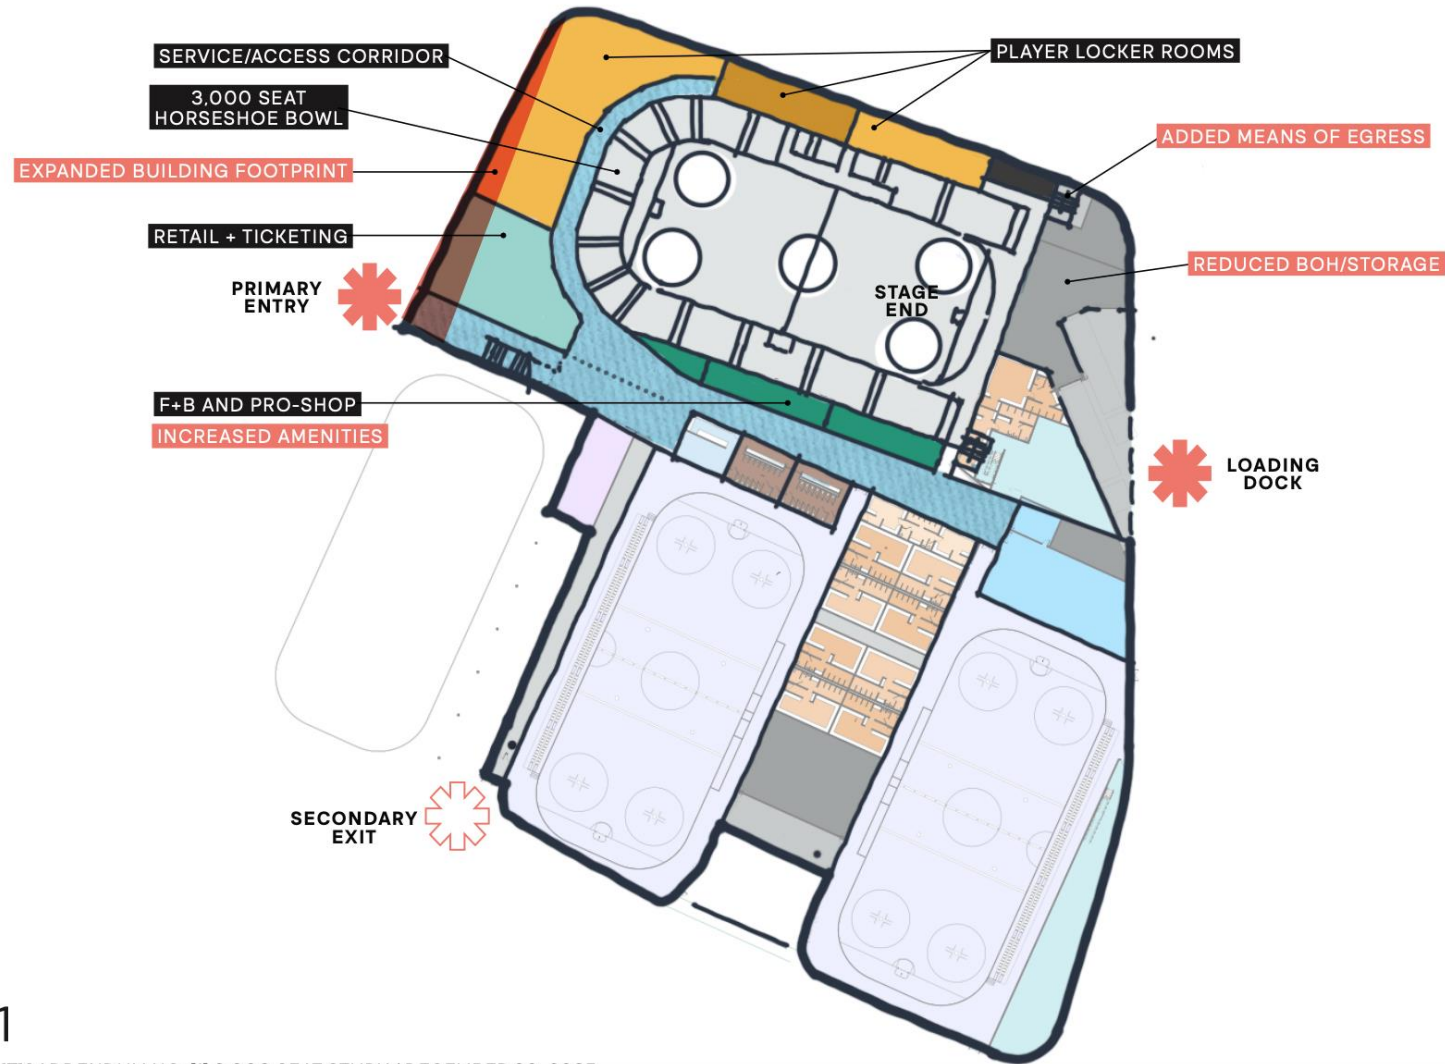 SERVICE/ACCESS CORRIDOR
PLAYER LOCKER ROOMS
3,000 SEAT
HORSESHOE BOWL
ADDED MEANS OF EGRESS
EXPANDED BUILDING FOOTPRINT
RETAIL + TICKETING
REDUCED BOH/STORAGE
PRIMARY
ENTRY
STAGE
END
F+B AND PRO-SHOP
INCREASED AMENITIES
LOADING
DOCK
SECONDARY
EXIT
1